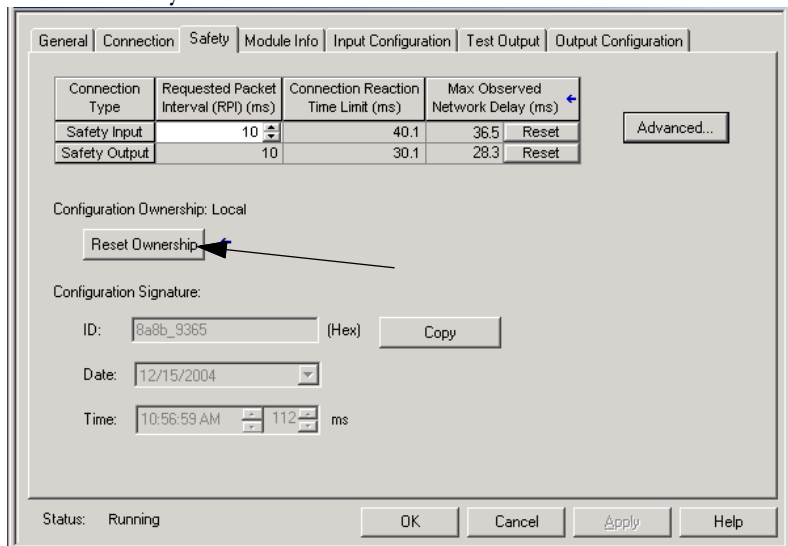 General Connection Safety Module Info Input Configuration Test Output Output Configuration
Connection Type Requested Packet Interval (RPI) (ms) Connection Reaction Time Limit (ms) Max Observed Network Delay (ms)
Safety Input 10 40.1 36.5 Reset
Safety Output 10 30.1 28.3 Reset
Advanced...
Configuration Ownership: Local
Reset Ownership
Configuration Signature:
ID: 8a8b_9365 (Hex) Copy
Date: 12/15/2004
Time: 10:56:59 AM 112 ms
Status: Running OK Cancel Apply Help